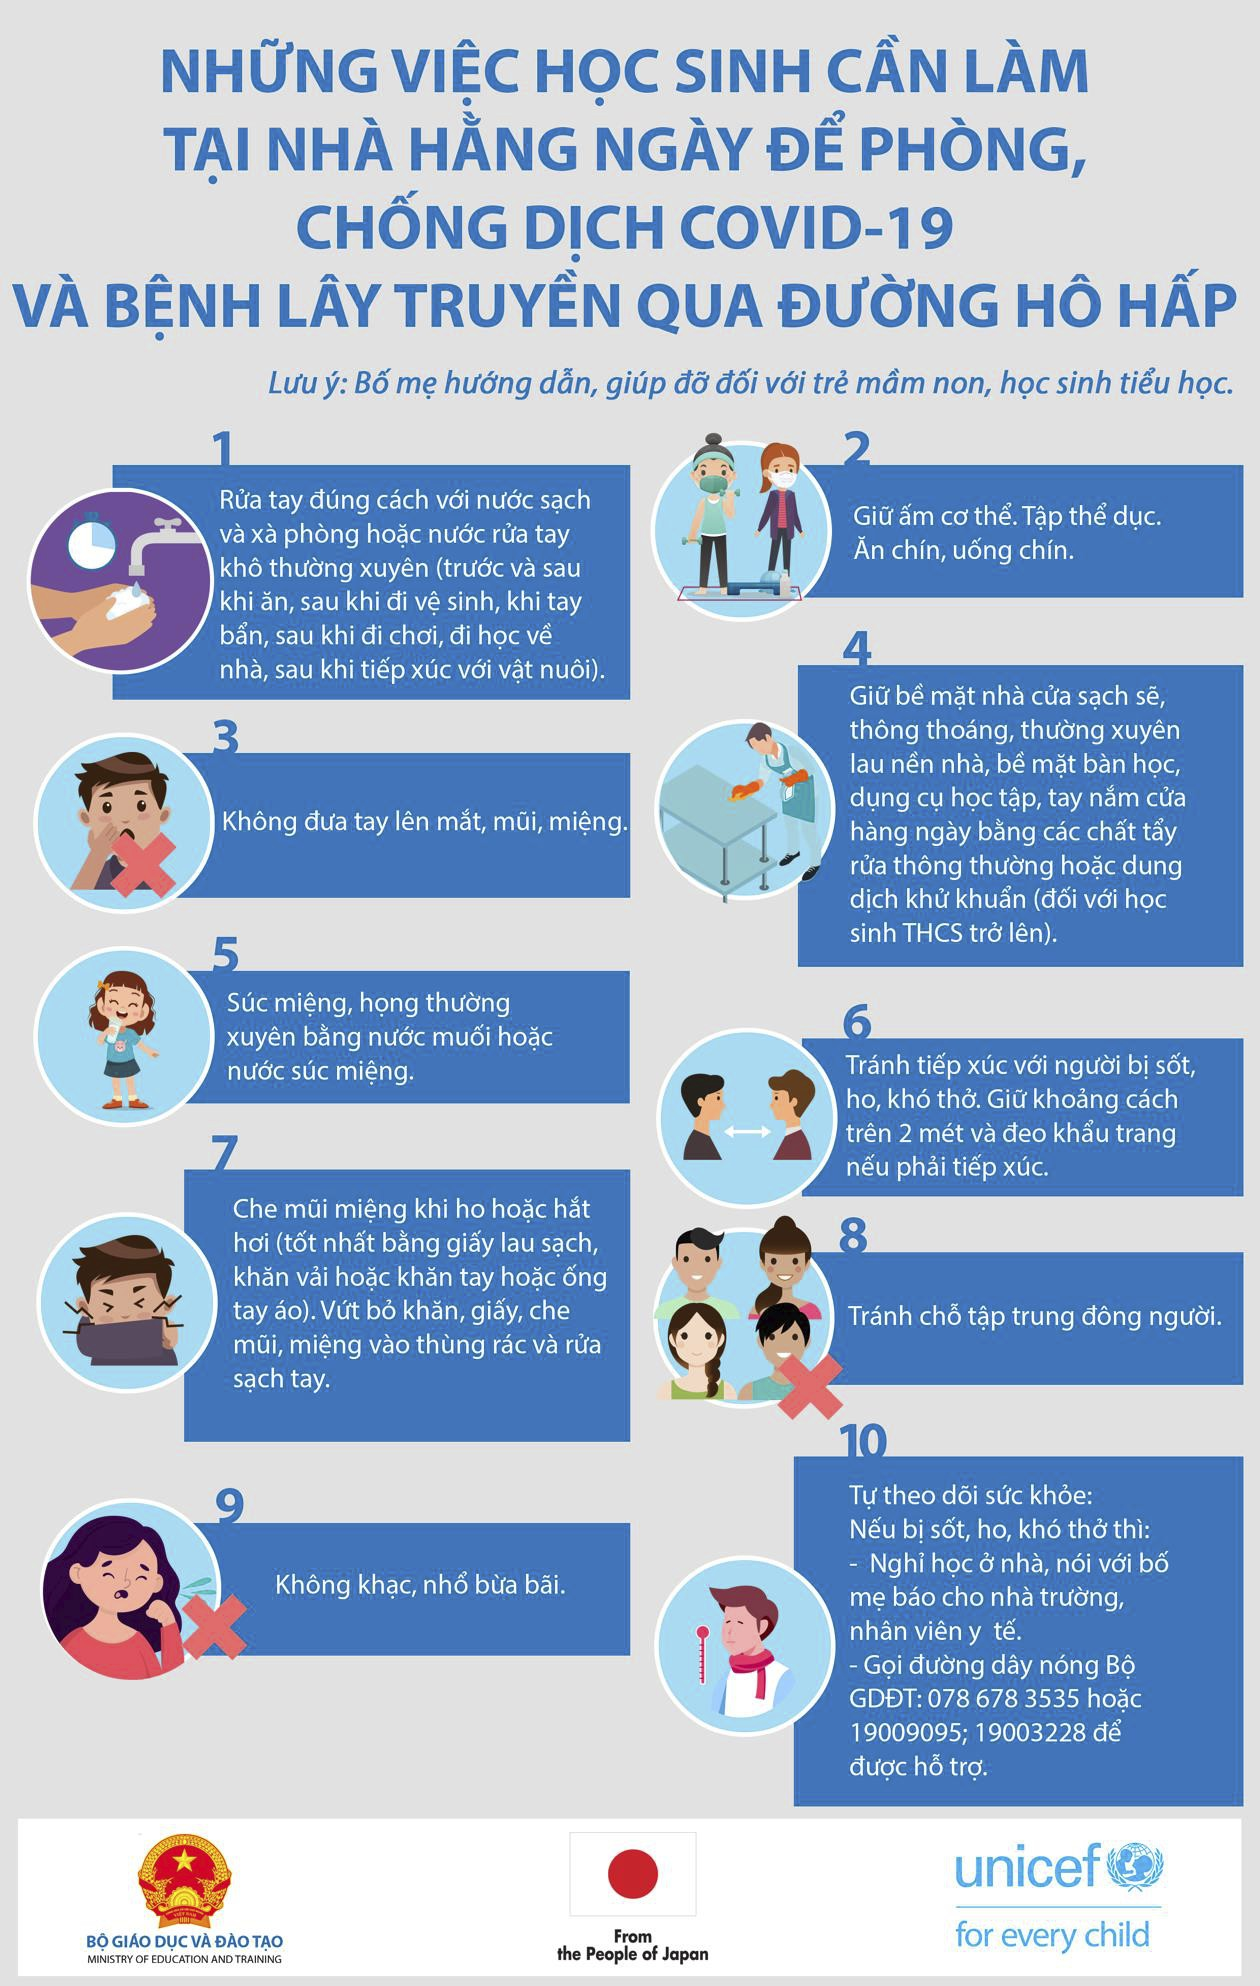 NHỮNG VIỆC HỌC SINH CẦN LÀM
TẠI NHÀ HẰNG NGÀY ĐỂ PHÒNG,
CHỐNG DỊCH COVID-19
VÀ BỆNH LÂY TRUYỀN QUA ĐƯỜNG HÔ HẤP
Lưu ý: Bố mẹ hướng dẫn, giúp đỡ đối với trẻ mầm non, học sinh tiểu học.
1
Rửa tay đúng cách với nước sạch
và xà phòng hoặc nước rửa tay
khô thường xuyên (trước và sau
khi ăn, sau khi đi vệ sinh, khi tay
bẩn, sau khi đi chơi, đi học về
nhà, sau khi tiếp xúc với vật nuôi).
2
Giữ ấm cơ thể. Tập thể dục.
Ăn chín, uống chín.
3
Không đưa tay lên mắt, mũi, miệng.
4
Giữ bề mặt nhà cửa sạch sẽ,
thông thoáng, thường xuyên
lau nền nhà, bề mặt bàn học,
dụng cụ học tập, tay nắm cửa
hàng ngày bằng các chất tẩy
rửa thông thường hoặc dung
dịch khử khuẩn (đối với học
sinh THCS trở lên).
5
Súc miệng, họng thường
xuyên bằng nước muối hoặc
nước súc miệng.
6
Tránh tiếp xúc với người bị sốt,
ho, khó thở. Giữ khoảng cách
trên 2 mét và đeo khẩu trang
nếu phải tiếp xúc.
7
Che mũi miệng khi ho hoặc hắt
hơi (tốt nhất bằng giấy lau sạch,
khăn vải hoặc khăn tay hoặc ống
tay áo). Vứt bỏ khăn, giấy, che
mũi, miệng vào thùng rác và rửa
sạch tay.
8
Tránh chỗ tập trung đông người.
9
Không khạc, nhổ bừa bãi.
10
Tự theo dõi sức khỏe:
Nếu bị sốt, ho, khó thở thì:
- Nghỉ học ở nhà, nói với bố
mẹ báo cho nhà trường,
nhân viên y tế.
- Gọi đường dây nóng Bộ
GDĐT: 078 678 3535 hoặc
19009095; 19003228 để
được hỗ trợ.
BỘ GIÁO DỤC VÀ ĐÀO TẠO
MINISTRY OF EDUCATION AND TRAINING
From
the People of Japan
unicef
for every child